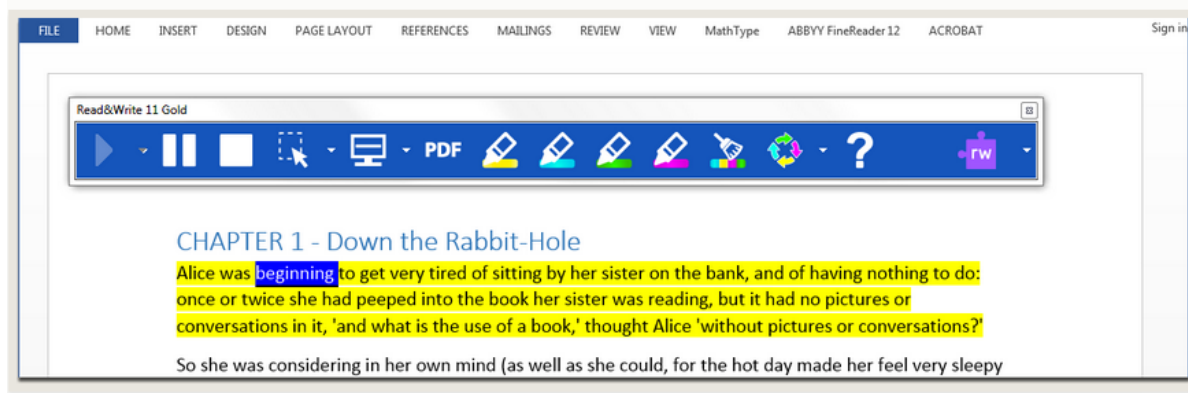 FILE HOME INSERT DESIGN PAGE LAYOUT REFERENCES MAILINGS REVIEW VIEW MathType ABBYY FineReader 12 ACROBAT Sign in
Read&Write 11 Gold
PDF ? rw
CHAPTER 1 - Down the Rabbit-Hole
Alice was beginning to get very tired of sitting by her sister on the bank, and of having nothing to do:
once or twice she had peeped into the book her sister was reading, but it had no pictures or
conversations in it, 'and what is the use of a book,' thought Alice 'without pictures or conversations?'
So she was considering in her own mind (as well as she could, for the hot day made her feel very sleepy